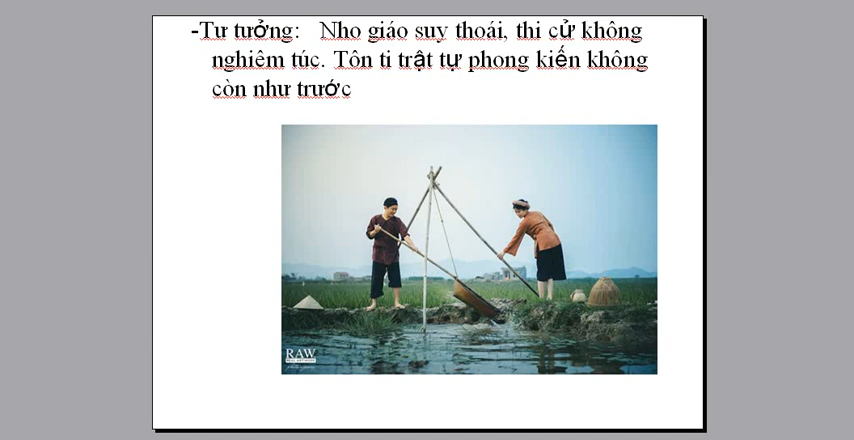 -Tư tưởng: Nho giáo suy thoái, thi cử không
nghiêm túc. Tôn ti trật tự phong kiến không
còn như trước
RAW